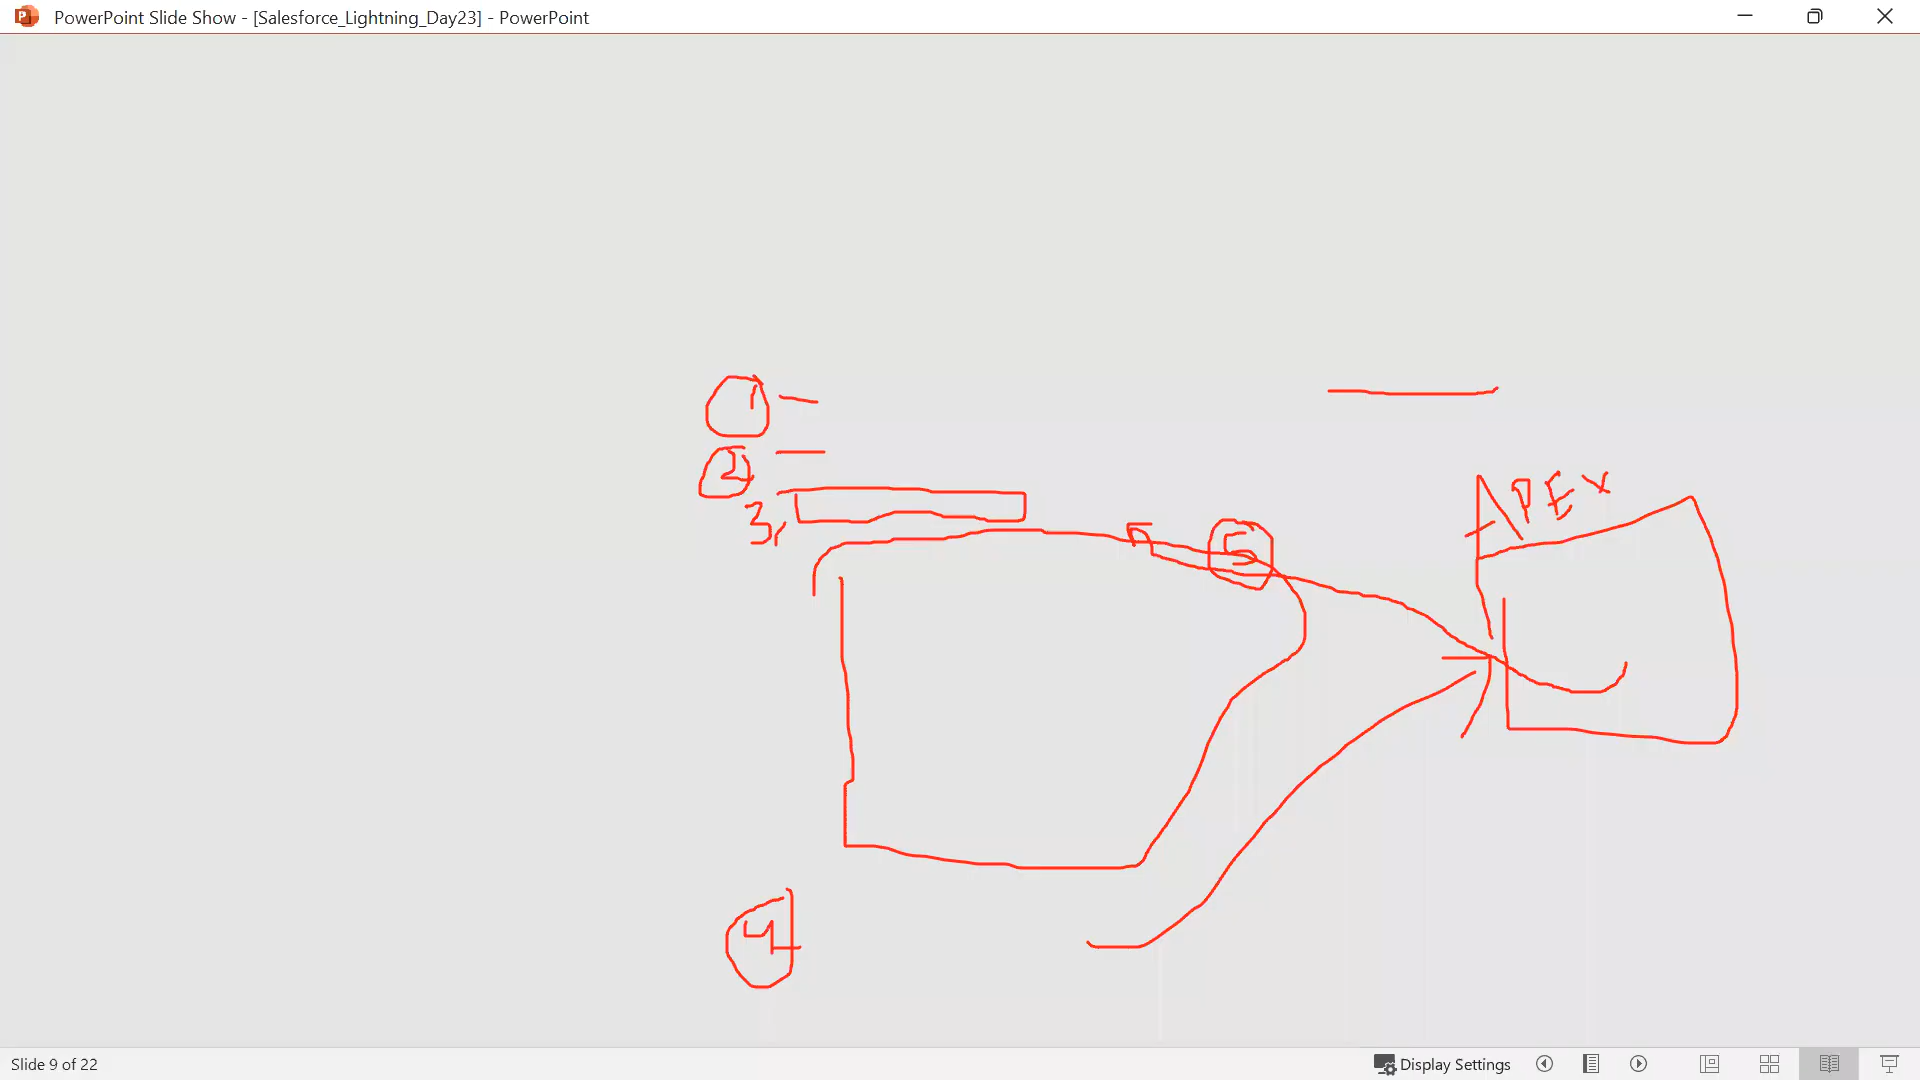 PowerPoint Slide Show - [Salesforce_Lightning_Day23] - PowerPoint
1
2
3,
5
APEX
4
Slide 9 of 22
Display Settings